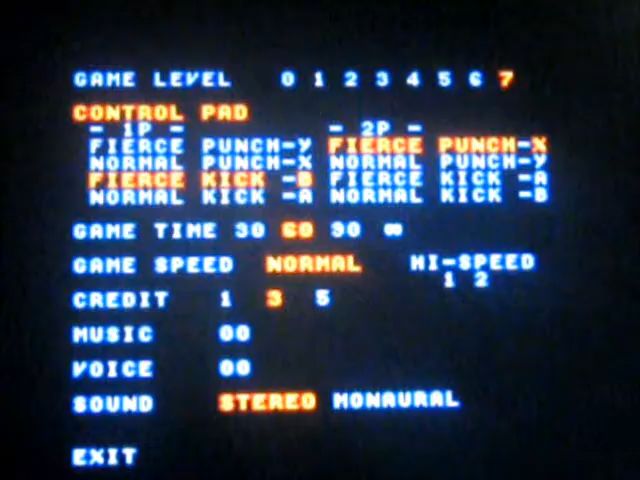 GAME LEVEL 0 1 2 3 4 5 6 7
CONTROL PAD
- 1P - - 2P -
FIERCE PUNCH-Y FIERCE PUNCH-X
NORMAL PUNCH-X NORMAL PUNCH-Y
FIERCE KICK -B FIERCE KICK -A
NORMAL KICK -A NORMAL KICK -B
GAME TIME 30 60 90 ∞
GAME SPEED NORMAL HI-SPEED
1 2
CREDIT 1 3 5
MUSIC 00
VOICE 00
SOUND STEREO MONAURAL
EXIT